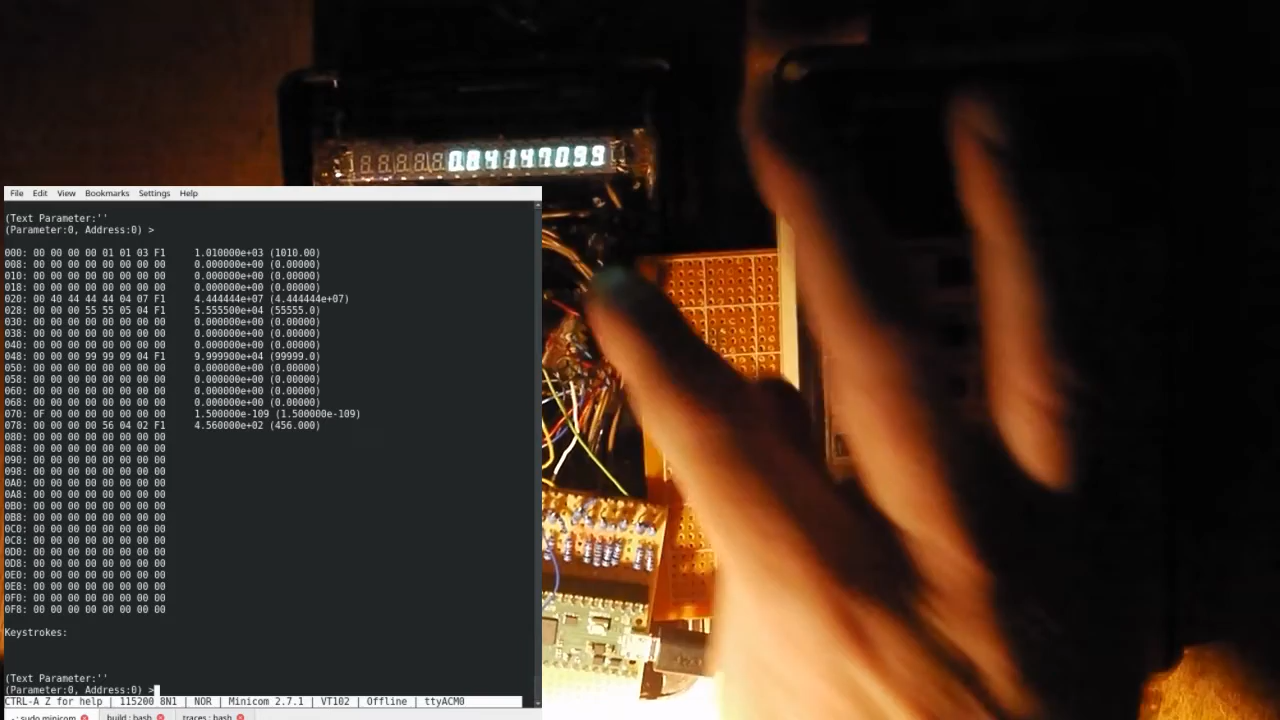 084147099
File Edit View Bookmarks Settings Help
(Text Parameter:''
(Parameter:0, Address:0) >
000: 00 00 00 00 01 01 03 F1 1.010000e+03 (1010.00)
008: 00 00 00 00 00 00 00 00 0.000000e+00 (0.00000)
010: 00 00 00 00 00 00 00 00 0.000000e+00 (0.00000)
018: 00 00 00 00 00 00 00 00 0.000000e+00 (0.00000)
020: 00 40 44 44 44 04 07 F1 4.444444e+07 (4.444444e+07)
028: 00 00 00 55 55 05 04 F1 5.555500e+04 (55555.0)
030: 00 00 00 00 00 00 00 00 0.000000e+00 (0.00000)
038: 00 00 00 00 00 00 00 00 0.000000e+00 (0.00000)
040: 00 00 00 00 00 00 00 00 0.000000e+00 (0.00000)
048: 00 00 00 99 99 09 04 F1 9.999900e+04 (99999.0)
050: 00 00 00 00 00 00 00 00 0.000000e+00 (0.00000)
058: 00 00 00 00 00 00 00 00 0.000000e+00 (0.00000)
060: 00 00 00 00 00 00 00 00 0.000000e+00 (0.00000)
068: 00 00 00 00 00 00 00 00 0.000000e+00 (0.00000)
070: 0F 00 00 00 00 00 00 00 1.500000e-109 (1.500000e-109)
078: 00 00 00 00 56 04 02 F1 4.560000e+02 (456.000)
080: 00 00 00 00 00 00 00 00
088: 00 00 00 00 00 00 00 00
090: 00 00 00 00 00 00 00 00
098: 00 00 00 00 00 00 00 00
0A0: 00 00 00 00 00 00 00 00
0A8: 00 00 00 00 00 00 00 00
0B0: 00 00 00 00 00 00 00 00
0B8: 00 00 00 00 00 00 00 00
0C0: 00 00 00 00 00 00 00 00
0C8: 00 00 00 00 00 00 00 00
0D0: 00 00 00 00 00 00 00 00
0D8: 00 00 00 00 00 00 00 00
0E0: 00 00 00 00 00 00 00 00
0E8: 00 00 00 00 00 00 00 00
0F0: 00 00 00 00 00 00 00 00
0F8: 00 00 00 00 00 00 00 00
Keystrokes:
(Text Parameter:''
(Parameter:0, Address:0) >
CTRL-A Z for help | 115200 8N1 | NOR | Minicom 2.7.1 | VT102 | Offline | ttyACM0
~ : sudo minicom build : bash traces : bash